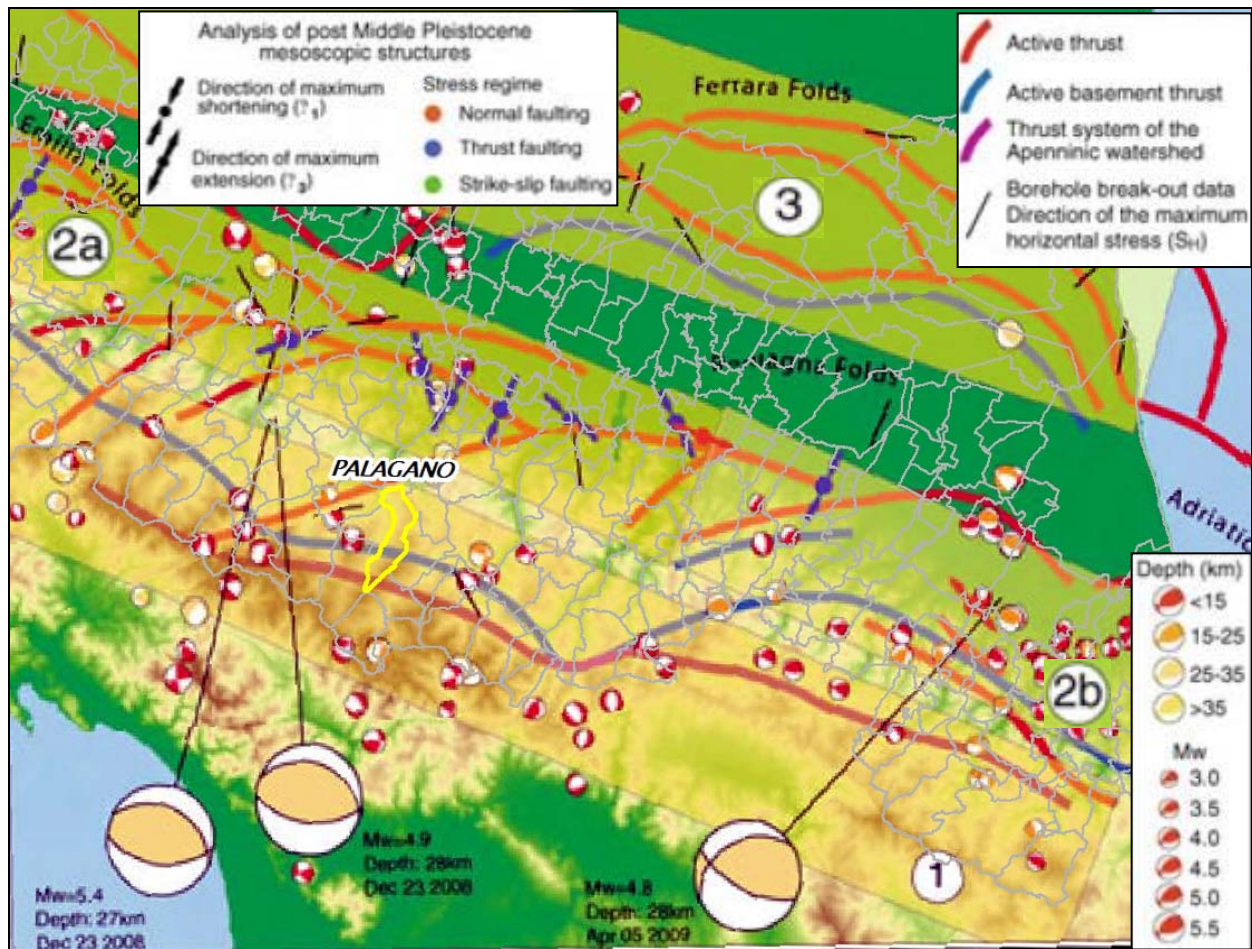 Analysis of post Middle Pleistocene
mesoscopic structures
Direction of maximum
shortening (?₁)
Direction of maximum
extension (?₃)
Stress regime
Normal faulting
Thrust faulting
Strike-slip faulting
Active thrust
Active basement thrust
Thrust system of the
Apenninic watershed
Borehole break-out data
Direction of the maximum
horizontal stress (SH)
Ferrara Folds
Folds
2a
3
Folds
PALAGANO
Adriatic
2b
1
Depth (km)
<15
15-25
25-35
>35
Mw
3.0
3.5
4.0
4.5
5.0
5.5
Mw=4.9
Depth: 28km
Dec 23 2008
Mw=5.4
Depth: 27km
Dec 23 2008
Mw=4.8
Depth: 28km
Apr 05 2009